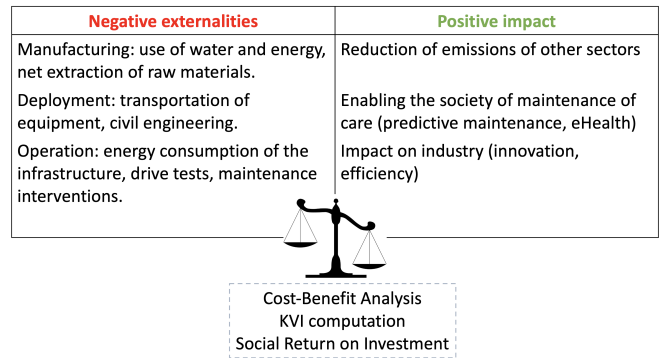 Negative externalities
Positive impact
Manufacturing: use of water and energy,
net extraction of raw materials.
Reduction of emissions of other sectors
Deployment: transportation of
equipment, civil engineering.
Enabling the society of maintenance of
care (predictive maintenance, eHealth)
Operation: energy consumption of the
infrastructure, drive tests, maintenance
interventions.
Impact on industry (innovation,
efficiency)
Cost-Benefit Analysis
KVI computation
Social Return on Investment